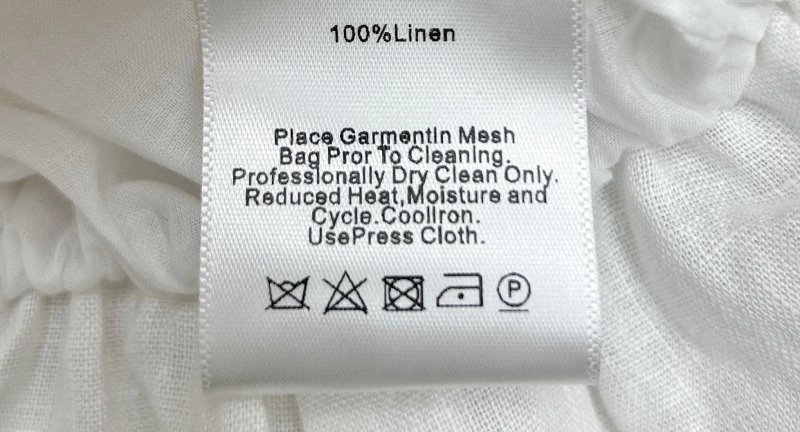 100%Linen
Place GarmentIn Mesh
Bag Pror To Cleaning.
Professionally Dry Clean Only.
Reduced Heat,Moisture and
Cycle.CoolIron.
UsePress Cloth.
P